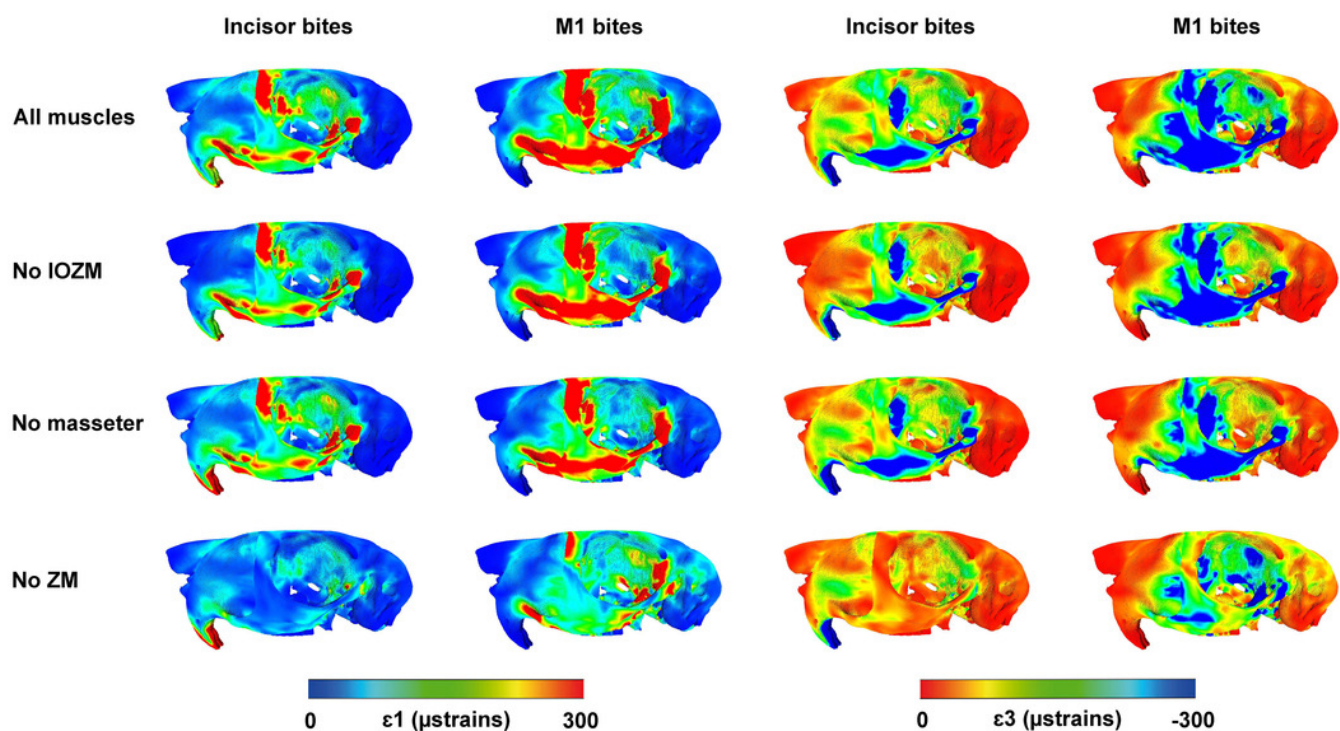 Incisor bites M1 bites Incisor bites M1 bites
All muscles
No IOZM
No masseter
No ZM
0 ε1 (µstrains) 300 0 ε3 (µstrains) -300